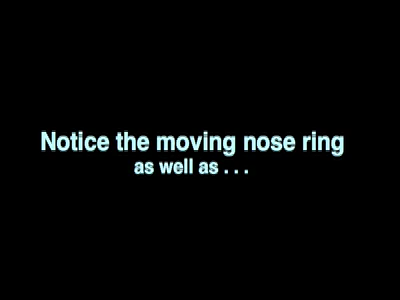 Notice the moving nose ring
as well as . . .